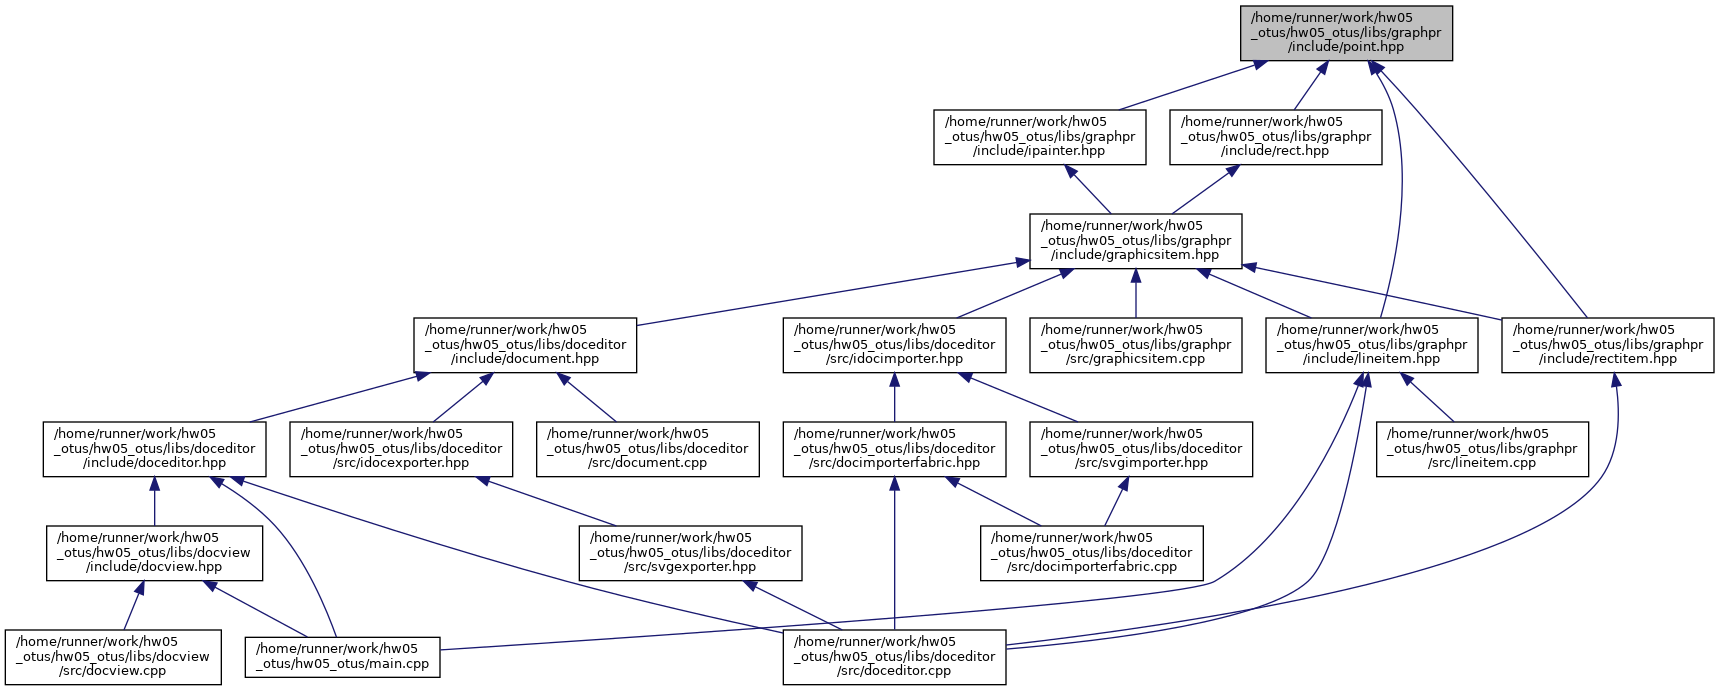 /home/runner/work/hw05
_otus/hw05_otus/libs/graphpr
/include/point.hpp
/home/runner/work/hw05
_otus/hw05_otus/libs/graphpr
/include/ipainter.hpp
/home/runner/work/hw05
_otus/hw05_otus/libs/graphpr
/include/rect.hpp
/home/runner/work/hw05
_otus/hw05_otus/libs/graphpr
/include/graphicsitem.hpp
/home/runner/work/hw05
_otus/hw05_otus/libs/doceditor
/include/document.hpp
/home/runner/work/hw05
_otus/hw05_otus/libs/doceditor
/src/idocimporter.hpp
/home/runner/work/hw05
_otus/hw05_otus/libs/graphpr
/src/graphicsitem.cpp
/home/runner/work/hw05
_otus/hw05_otus/libs/graphpr
/include/lineitem.hpp
/home/runner/work/hw05
_otus/hw05_otus/libs/graphpr
/include/rectitem.hpp
/home/runner/work/hw05
_otus/hw05_otus/libs/doceditor
/include/doceditor.hpp
/home/runner/work/hw05
_otus/hw05_otus/libs/doceditor
/src/idocexporter.hpp
/home/runner/work/hw05
_otus/hw05_otus/libs/doceditor
/src/document.cpp
/home/runner/work/hw05
_otus/hw05_otus/libs/doceditor
/src/docimporterfabric.hpp
/home/runner/work/hw05
_otus/hw05_otus/libs/doceditor
/src/svgimporter.hpp
/home/runner/work/hw05
_otus/hw05_otus/libs/graphpr
/src/lineitem.cpp
/home/runner/work/hw05
_otus/hw05_otus/libs/docview
/include/docview.hpp
/home/runner/work/hw05
_otus/hw05_otus/libs/doceditor
/src/svgexporter.hpp
/home/runner/work/hw05
_otus/hw05_otus/libs/doceditor
/src/docimporterfabric.cpp
/home/runner/work/hw05
_otus/hw05_otus/libs/docview
/src/docview.cpp
/home/runner/work/hw05
_otus/hw05_otus/main.cpp
/home/runner/work/hw05
_otus/hw05_otus/libs/doceditor
/src/doceditor.cpp